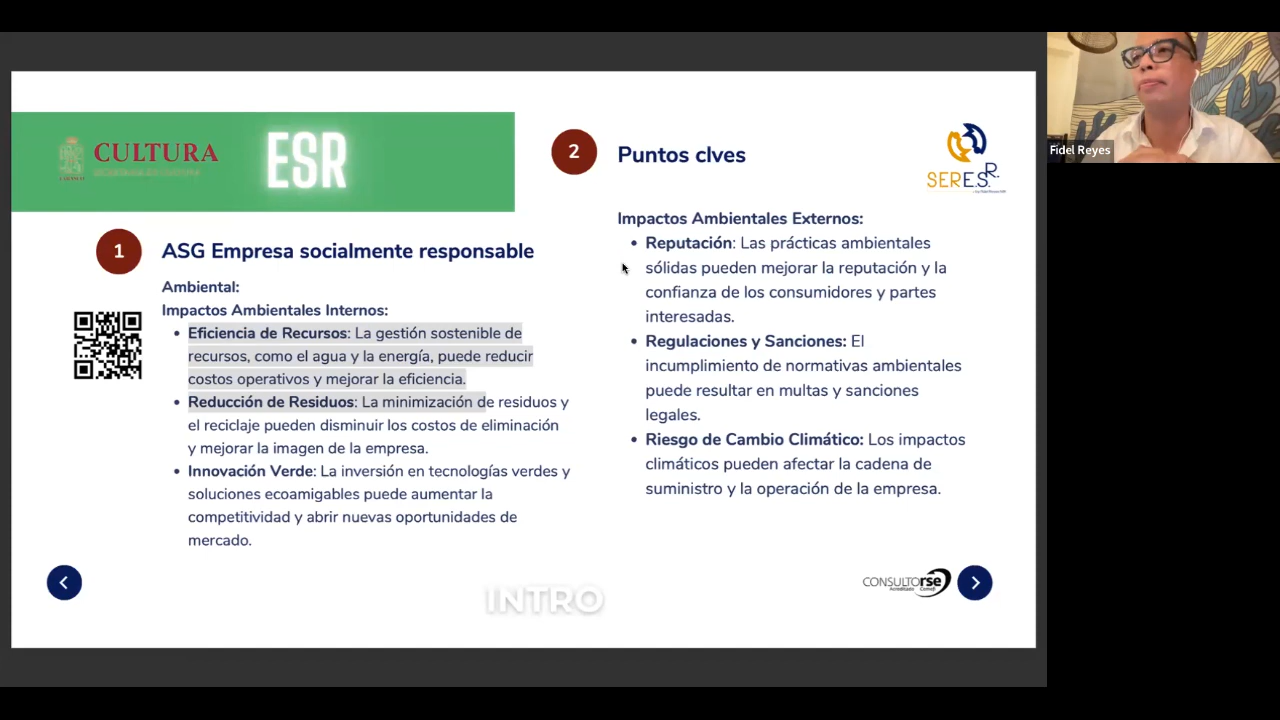 CULTURA
ESR
1
ASG Empresa socialmente responsable
Ambiental:
Impactos Ambientales Internos:
• Eficiencia de Recursos: La gestión sostenible de
recursos, como el agua y la energía, puede reducir
costos operativos y mejorar la eficiencia.
• Reducción de Residuos: La minimización de residuos y
el reciclaje pueden disminuir los costos de eliminación
y mejorar la imagen de la empresa.
• Innovación Verde: La inversión en tecnologías verdes y
soluciones ecoamigables puede aumentar la
competitividad y abrir nuevas oportunidades de
mercado.
2
Puntos clves
SERE.S.R.
Impactos Ambientales Externos:
• Reputación: Las prácticas ambientales
sólidas pueden mejorar la reputación y la
confianza de los consumidores y partes
interesadas.
• Regulaciones y Sanciones: El
incumplimiento de normativas ambientales
puede resultar en multas y sanciones
legales.
• Riesgo de Cambio Climático: Los impactos
climáticos pueden afectar la cadena de
suministro y la operación de la empresa.
INTRO
CONSULTORse
Fidel Reyes